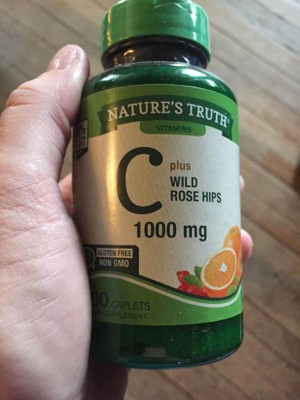 NATURE'S TRUTH®
VITAMINS
C
plus
WILD
ROSE HIPS
1000 mg
GLUTEN FREE
NON GMO
CAPLETS